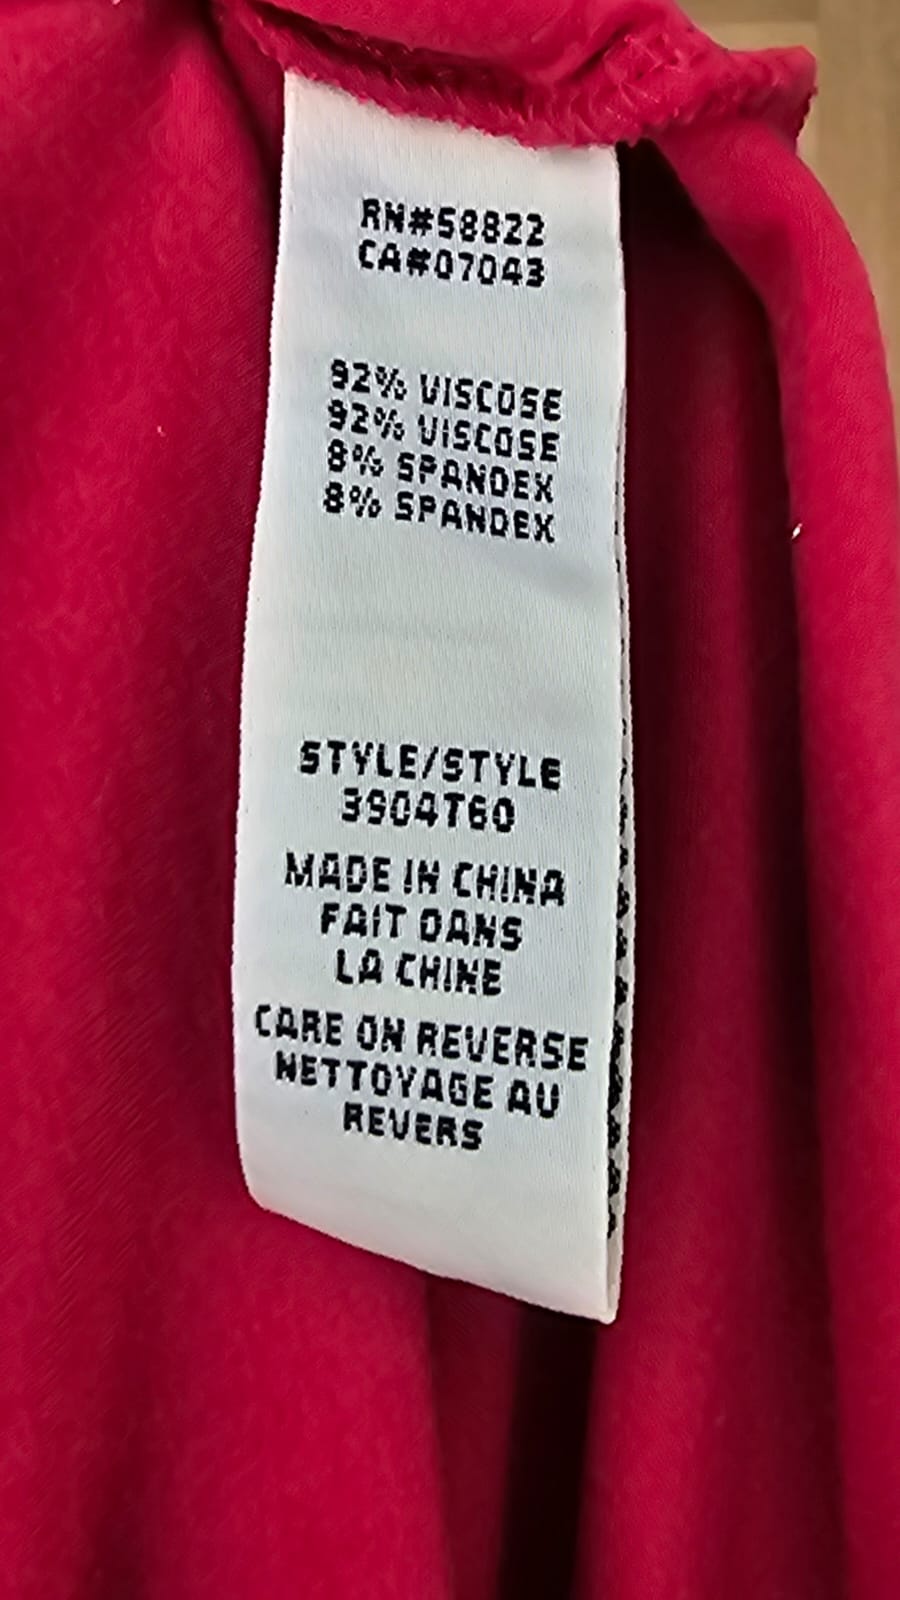 RN#58822
CA#07043
92% VISCOSE
92% VISCOSE
8% SPANDEX
8% SPANDEX
STYLE/STYLE
3904T60
MADE IN CHINA
FAIT DANS
LA CHINE
CARE ON REVERSE
NETTOYAGE AU
REVERS